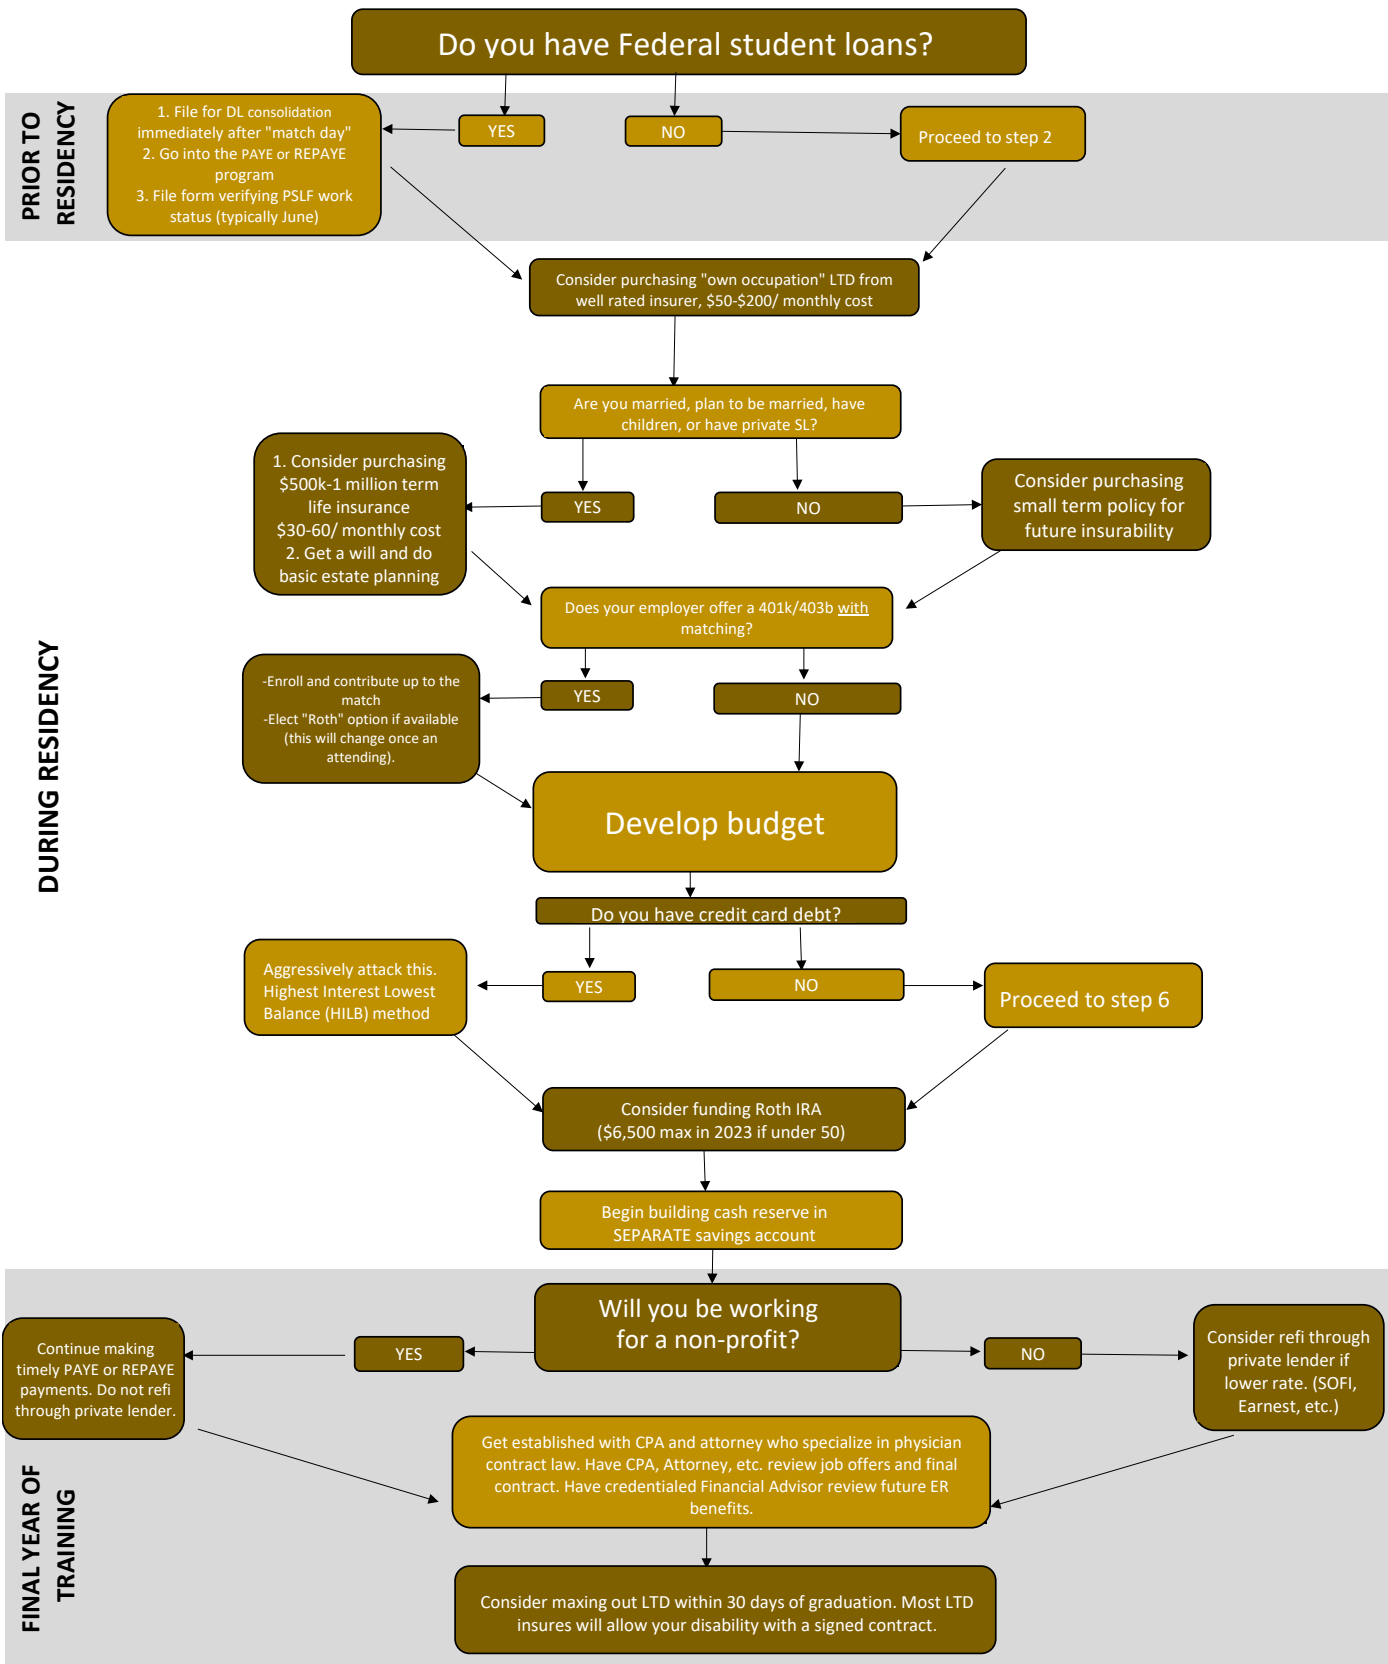 Do you have Federal student loans?
PRIOR TO
RESIDENCY
1. File for DL consolidation
immediately after "match day"
2. Go into the PAYE or REPAYE
program
3. File form verifying PSLF work
status (typically June)
YES
NO
Proceed to step 2
Consider purchasing "own occupation" LTD from
well rated insurer, $50-$200/ monthly cost
DURING RESIDENCY
Are you married, plan to be married, have
children, or have private SL?
1. Consider purchasing
$500k-1 million term
life insurance
$30-60/ monthly cost
2. Get a will and do
basic estate planning
YES
NO
Consider purchasing
small term policy for
future insurability
Does your employer offer a 401k/403b with
matching?
-Enroll and contribute up to the
match
-Elect "Roth" option if available
(this will change once an
attending).
YES
NO
Develop budget
Do you have credit card debt?
Aggressively attack this.
Highest Interest Lowest
Balance (HILB) method
YES
NO
Proceed to step 6
Consider funding Roth IRA
($6,500 max in 2023 if under 50)
Begin building cash reserve in
SEPARATE savings account
FINAL YEAR OF
TRAINING
Will you be working
for a non-profit?
Continue making
timely PAYE or REPAYE
payments. Do not refi
through private lender.
YES
NO
Consider refi through
private lender if
lower rate. (SOFI,
Earnest, etc.)
Get established with CPA and attorney who specialize in physician
contract law. Have CPA, Attorney, etc. review job offers and final
contract. Have credentialed Financial Advisor review future ER
benefits.
Consider maxing out LTD within 30 days of graduation. Most LTD
insures will allow your disability with a signed contract.